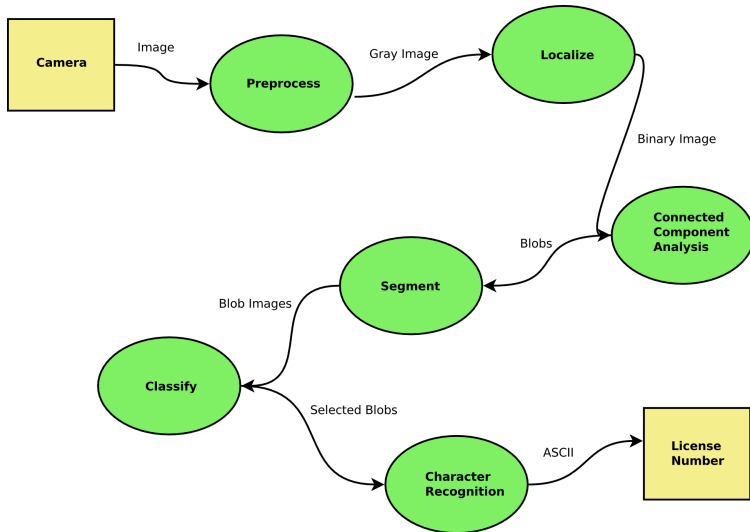 Camera
Image
Preprocess
Gray Image
Localize
Binary Image
Connected
Component
Analysis
Blobs
Segment
Blob Images
Classify
Selected Blobs
Character
Recognition
ASCII
License
Number